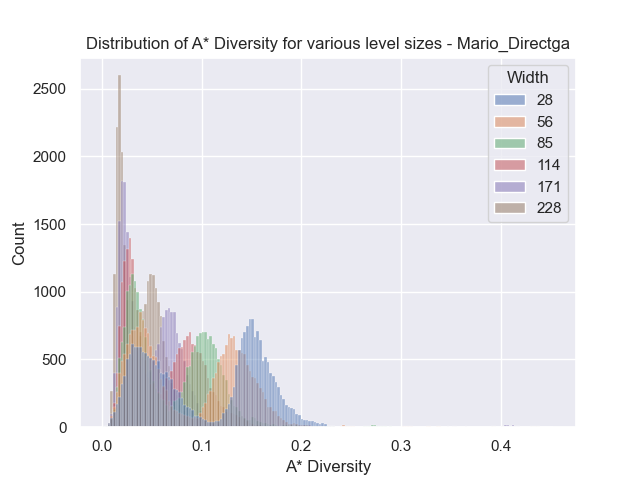 Distribution of A* Diversity for various level sizes - Mario_Directga
Width
28
56
85
114
171
228
2500
2000
1500
1000
500
0
Count
0.0 0.1 0.2 0.3 0.4
A* Diversity